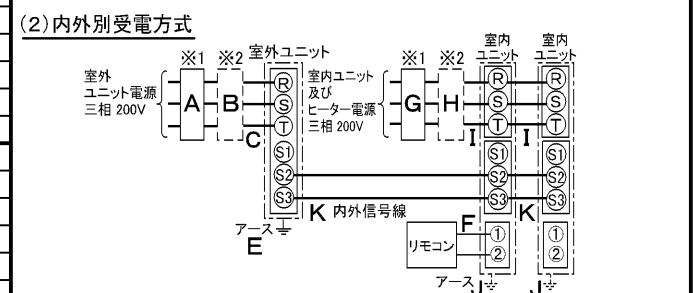 (2)内外別受電方式
※1 ※2 室外ユニット
室外
ユニット電源
三相 200V
A B C
R
S
T
S1
S2
S3
アース
E
K 内外信号線
※1 ※2
室内ユニット
及び
ヒーター電源
三相 200V
G H I I
室内
ユニット
室内
ユニット
R R
S S
T T
S1 S1
S2 S2
S3 S3
K
F
リモコン
① ①
② ②
アース J J